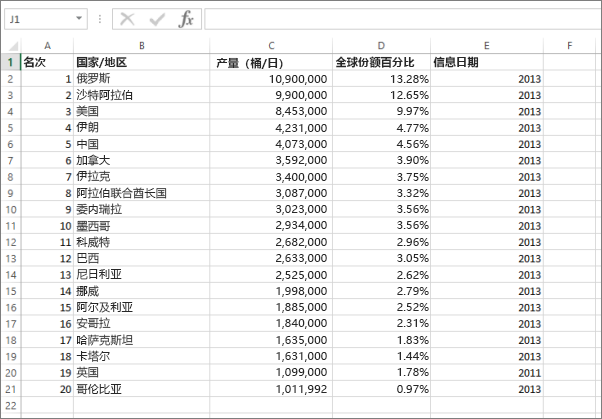 J1 fx
A B C D E F
1 名次 国家/地区 产量（桶/日） 全球份额百分比 信息日期
2 1 俄罗斯 10,900,000 13.28% 2013
3 2 沙特阿拉伯 9,900,000 12.65% 2013
4 3 美国 8,453,000 9.97% 2013
5 4 伊朗 4,231,000 4.77% 2013
6 5 中国 4,073,000 4.56% 2013
7 6 加拿大 3,592,000 3.90% 2013
8 7 伊拉克 3,400,000 3.75% 2013
9 8 阿拉伯联合酋长国 3,087,000 3.32% 2013
10 9 委内瑞拉 3,023,000 3.56% 2013
11 10 墨西哥 2,934,000 3.56% 2013
12 11 科威特 2,682,000 2.96% 2013
13 12 巴西 2,633,000 3.05% 2013
14 13 尼日利亚 2,525,000 2.62% 2013
15 14 挪威 1,998,000 2.79% 2013
16 15 阿尔及利亚 1,885,000 2.52% 2013
17 16 安哥拉 1,840,000 2.31% 2013
18 17 哈萨克斯坦 1,635,000 1.83% 2013
19 18 卡塔尔 1,631,000 1.44% 2013
20 19 英国 1,099,000 1.78% 2011
21 20 哥伦比亚 1,011,992 0.97% 2013
22